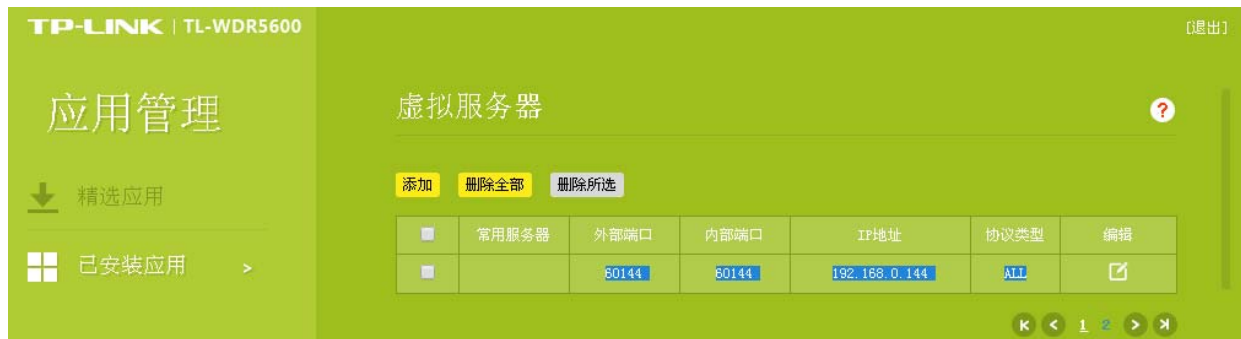 TP-LINK | TL-WDR5600
[退出]
应用管理
虚拟服务器
?
添加 删除全部 删除所选
精选应用
常用服务器 外部端口 内部端口 IP地址 协议类型 编辑
已安装应用 >
60144 60144 192.168.0.144 ALL
1 2